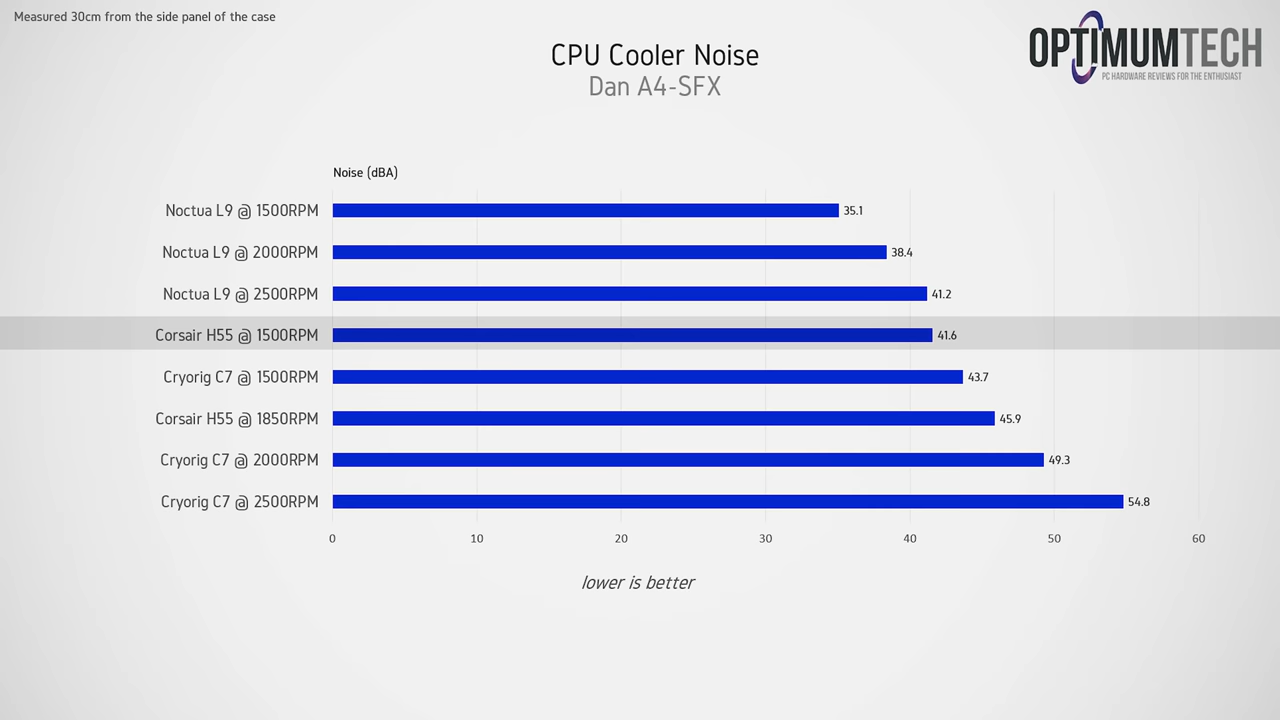 Measured 30cm from the side panel of the case
OPTIMUMTECH
PC HARDWARE REVIEWS FOR THE ENTHUSIAST
CPU Cooler Noise
Dan A4-SFX
Noise (dBA)
Noctua L9 @ 1500RPM 35.1
Noctua L9 @ 2000RPM 38.4
Noctua L9 @ 2500RPM 41.2
Corsair H55 @ 1500RPM 41.6
Cryorig C7 @ 1500RPM 43.7
Corsair H55 @ 1850RPM 45.9
Cryorig C7 @ 2000RPM 49.3
Cryorig C7 @ 2500RPM 54.8
0 10 20 30 40 50 60
lower is better